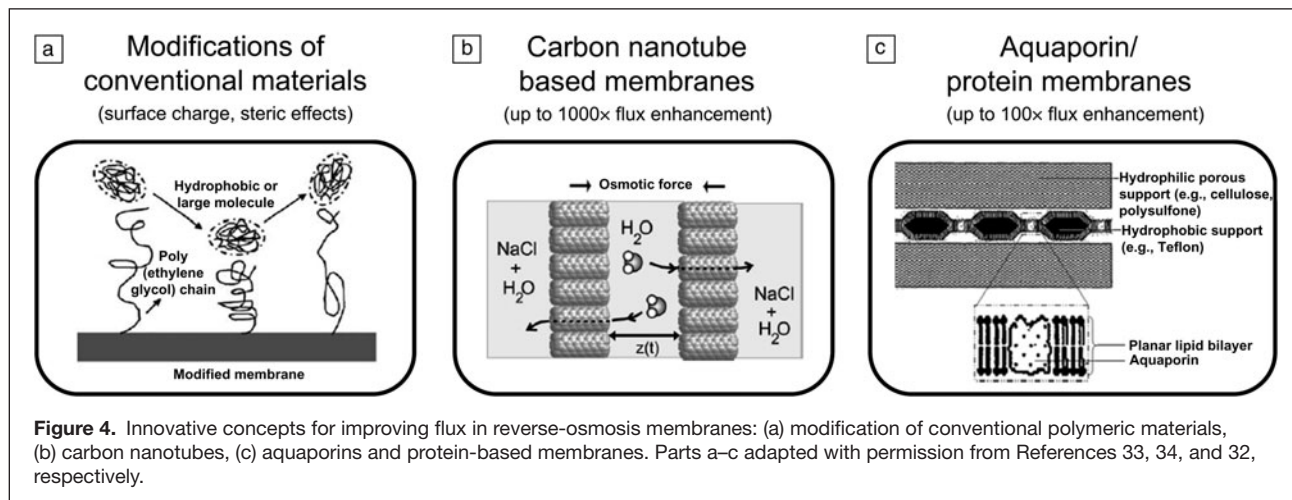 a
Modifications of
conventional materials
(surface charge, steric effects)
Hydrophobic or
large molecule
Poly
(ethylene
glycol) chain
Modified membrane
b
Carbon nanotube
based membranes
(up to 1000× flux enhancement)
Osmotic force
NaCl
+
H₂O
H₂O
NaCl
+
H₂O
z(t)
c
Aquaporin/
protein membranes
(up to 100× flux enhancement)
Hydrophilic porous
support (e.g., cellulose,
polysulfone)
Hydrophobic support
(e.g., Teflon)
Planar lipid bilayer
Aquaporin
Figure 4. Innovative concepts for improving flux in reverse-osmosis membranes: (a) modification of conventional polymeric materials,
(b) carbon nanotubes, (c) aquaporins and protein-based membranes. Parts a–c adapted with permission from References 33, 34, and 32,
respectively.